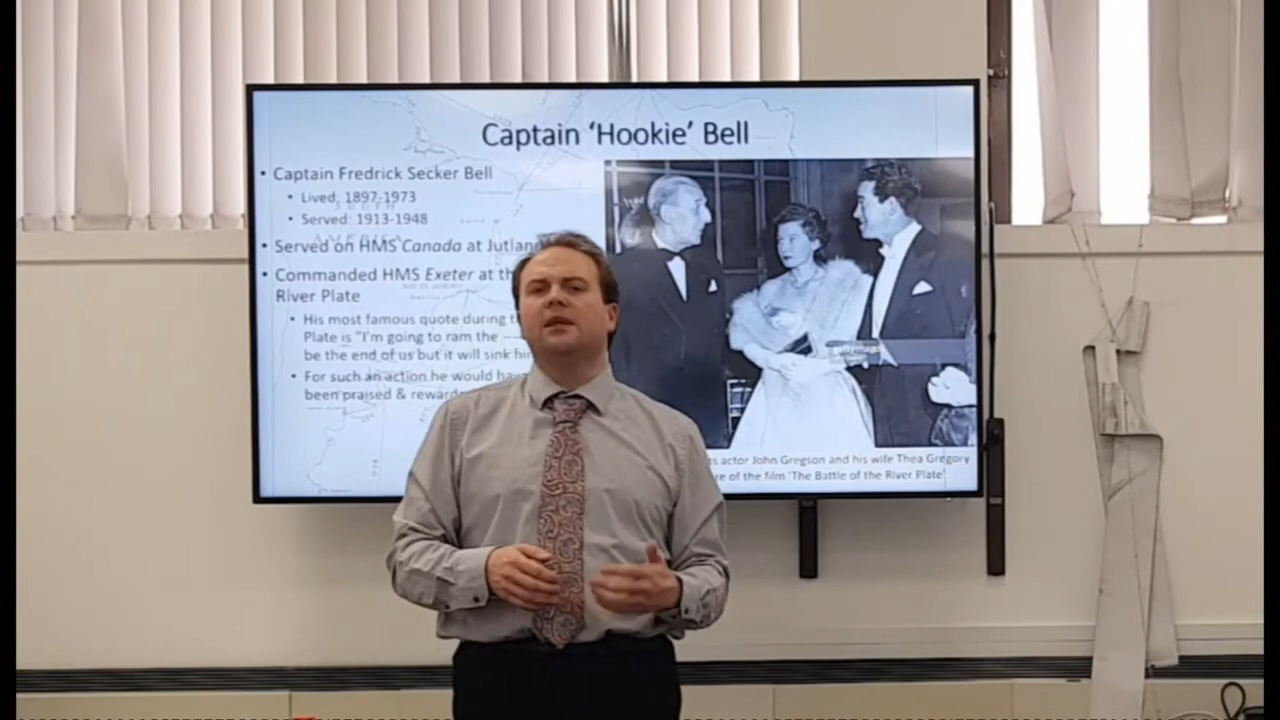 Captain ‘Hookie’ Bell
• Captain Fredrick Secker Bell
• Lived: 1897-1973
• Served: 1913-1948
• Served on HMS Canada at Jutlan
• Commanded HMS Exeter at th
River Plate
• His most famous quote during t
Plate is "I'm going to ram the ----
be the end of us but it will sink hi
• For such an action he would hav
been praised & reward
s actor John Gregson and his wife Thea Gregory
e of the film 'The Battle of the River Plate'
gettyimages